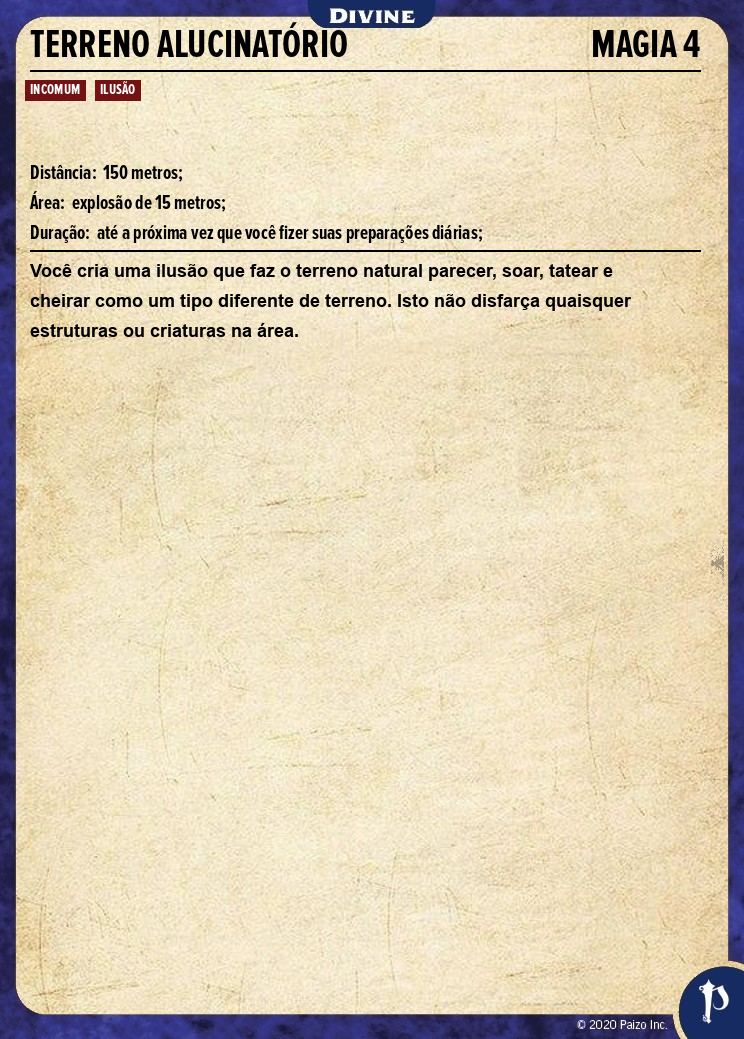 DIVINE
TERRENO ALUCINATÓRIO MAGIA 4
INCOMUM ILUSÃO
Distância: 150 metros;
Área: explosão de 15 metros;
Duração: até a próxima vez que você fizer suas preparações diárias;
Você cria uma ilusão que faz o terreno natural parecer, soar, tatear e
cheirar como um tipo diferente de terreno. Isto não disfarça quaisquer
estruturas ou criaturas na área.
© 2020 Paizo Inc.